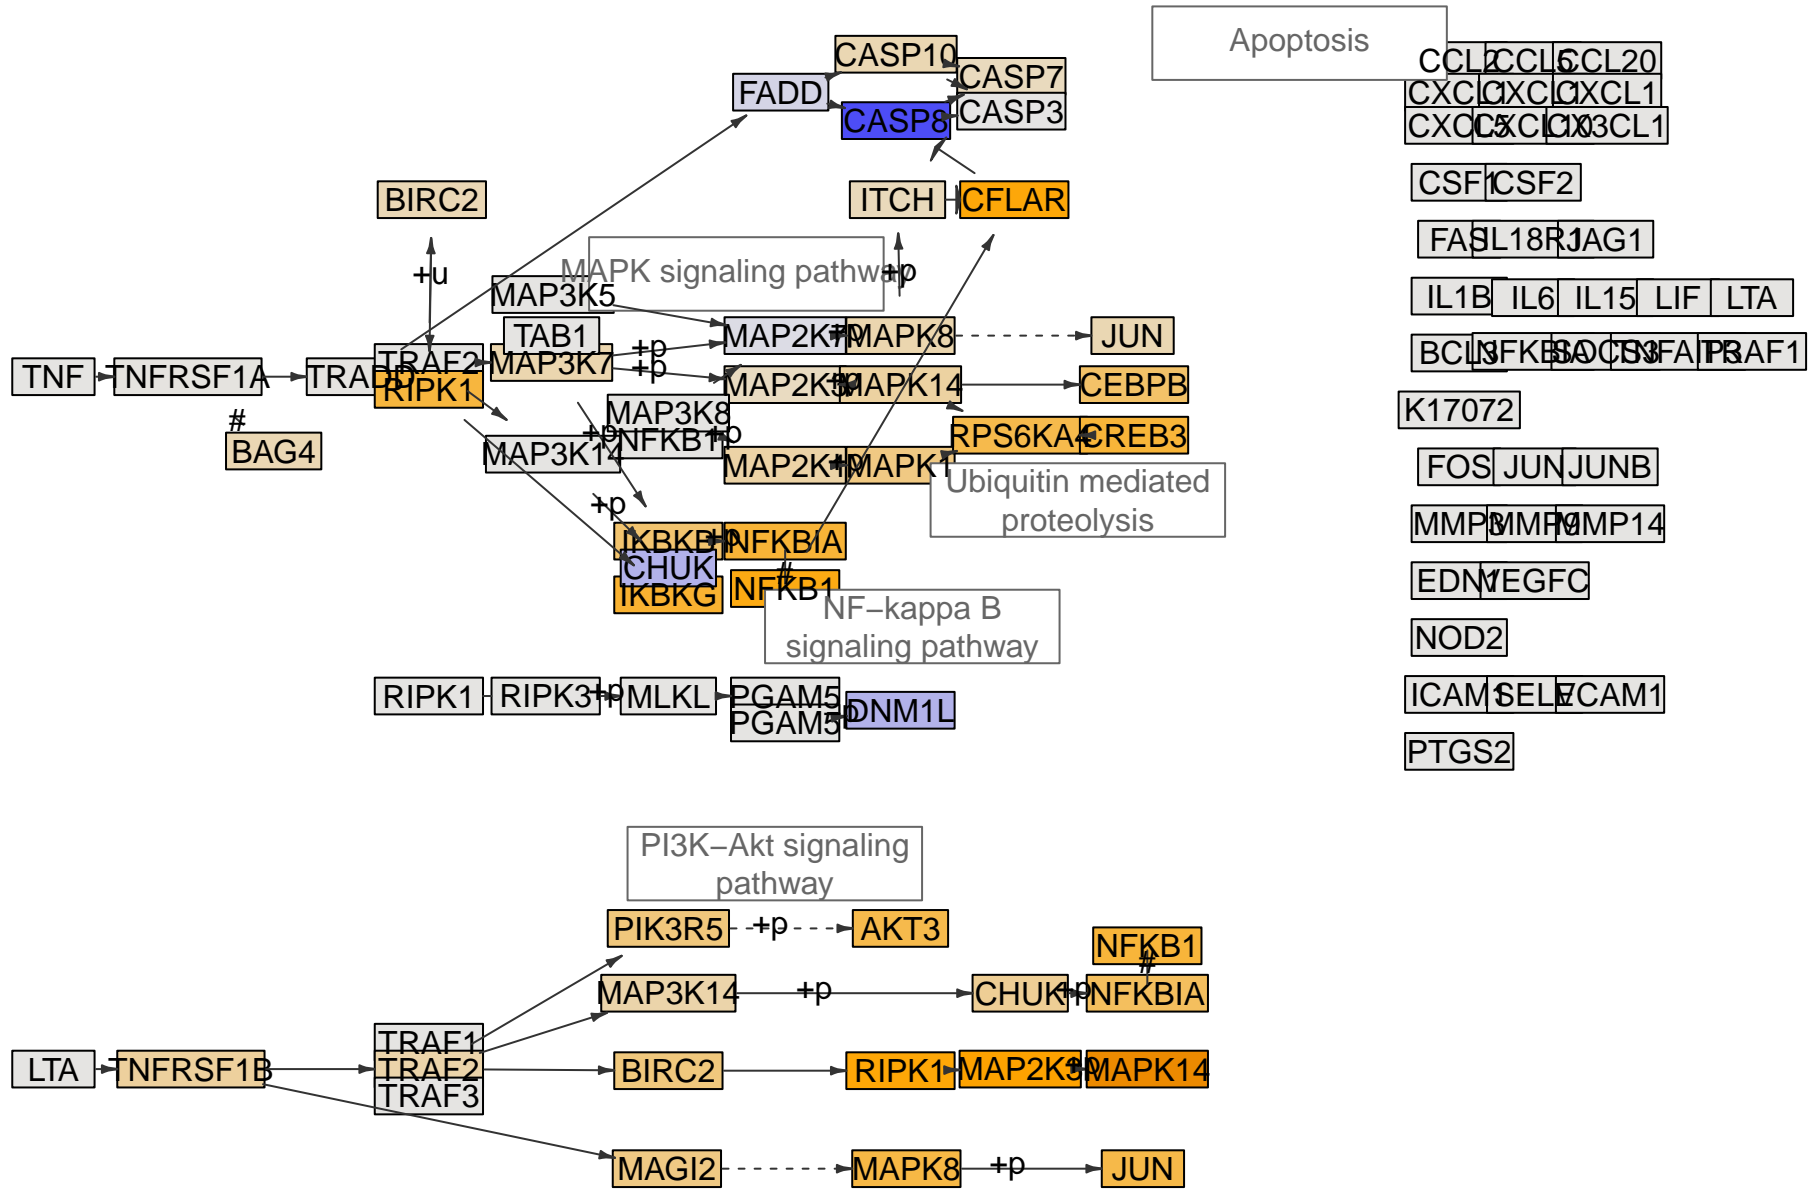 Apoptosis
CASP10
CASP7
FADD
CASP3
CASP8
CCL2 CCL5 CCL20
CXCL1 CXCL1 CXCL1
CXCL5 CXCL10 CX3CL1
BIRC2
ITCH
CFLAR
CSF1 CSF2
MAPK signaling pathway
+u
+p
FAS IL18R1 JAG1
MAP3K5
TAB1
IL1B IL6 IL15 LIF LTA
MAP2K7
+p
MAPK8
JUN
TNF
TNFRSF1A
TRADD
TRAF2
RIPK1
MAP3K7
+p
+p
MAP2K3
+p
MAPK14
CEBPB
BCL3 NFKBIA SOCS3 TNFAIP3 TRAF1
#
BAG4
MAP3K8
NFKB1
+p
+p
MAP3K14
MAP2K1
+p
MAPK1
RPS6KA4
CREB3
K17072
Ubiquitin mediated
proteolysis
FOS JUN JUNB
+p
IKBKB
+p
NFKBIA
CHUK
IKBKG
#
NFKB1
MMP3 MMP9 MMP14
NF−kappa B
signaling pathway
EDN1 VEGFC
NOD2
RIPK1
RIPK3
+p
MLKL
PGAM5
PGAM5
+p
DNM1L
ICAM1 SELE VCAM1
PTGS2
PI3K−Akt signaling
pathway
PIK3R5
+p
AKT3
NFKB1
#
MAP3K14
+p
CHUK
+p
NFKBIA
LTA
TNFRSF1B
TRAF1
TRAF2
TRAF3
BIRC2
RIPK1
MAP2K3
+p
MAPK14
MAGI2
MAPK8
+p
JUN